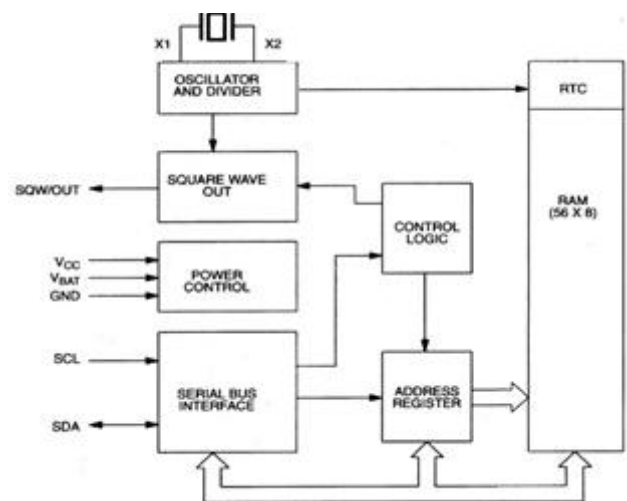 X1
X2
OSCILLATOR
AND DIVIDER
RTC
SQUARE WAVE
OUT
SQW/OUT
RAM
(56 X 8)
CONTROL
LOGIC
VCC
VBAT
GND
POWER
CONTROL
SCL
SERIAL BUS
INTERFACE
ADDRESS
REGISTER
SDA